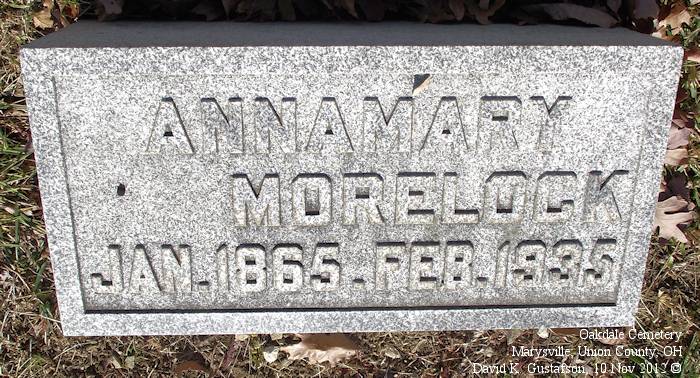 ANNAMARY
MORELOCK
JAN. 1865 - FEB. 1935
Oakdale Cemetery
Marysville, Union County, OH
David K. Gustafson, 10 Nov 2012 ©